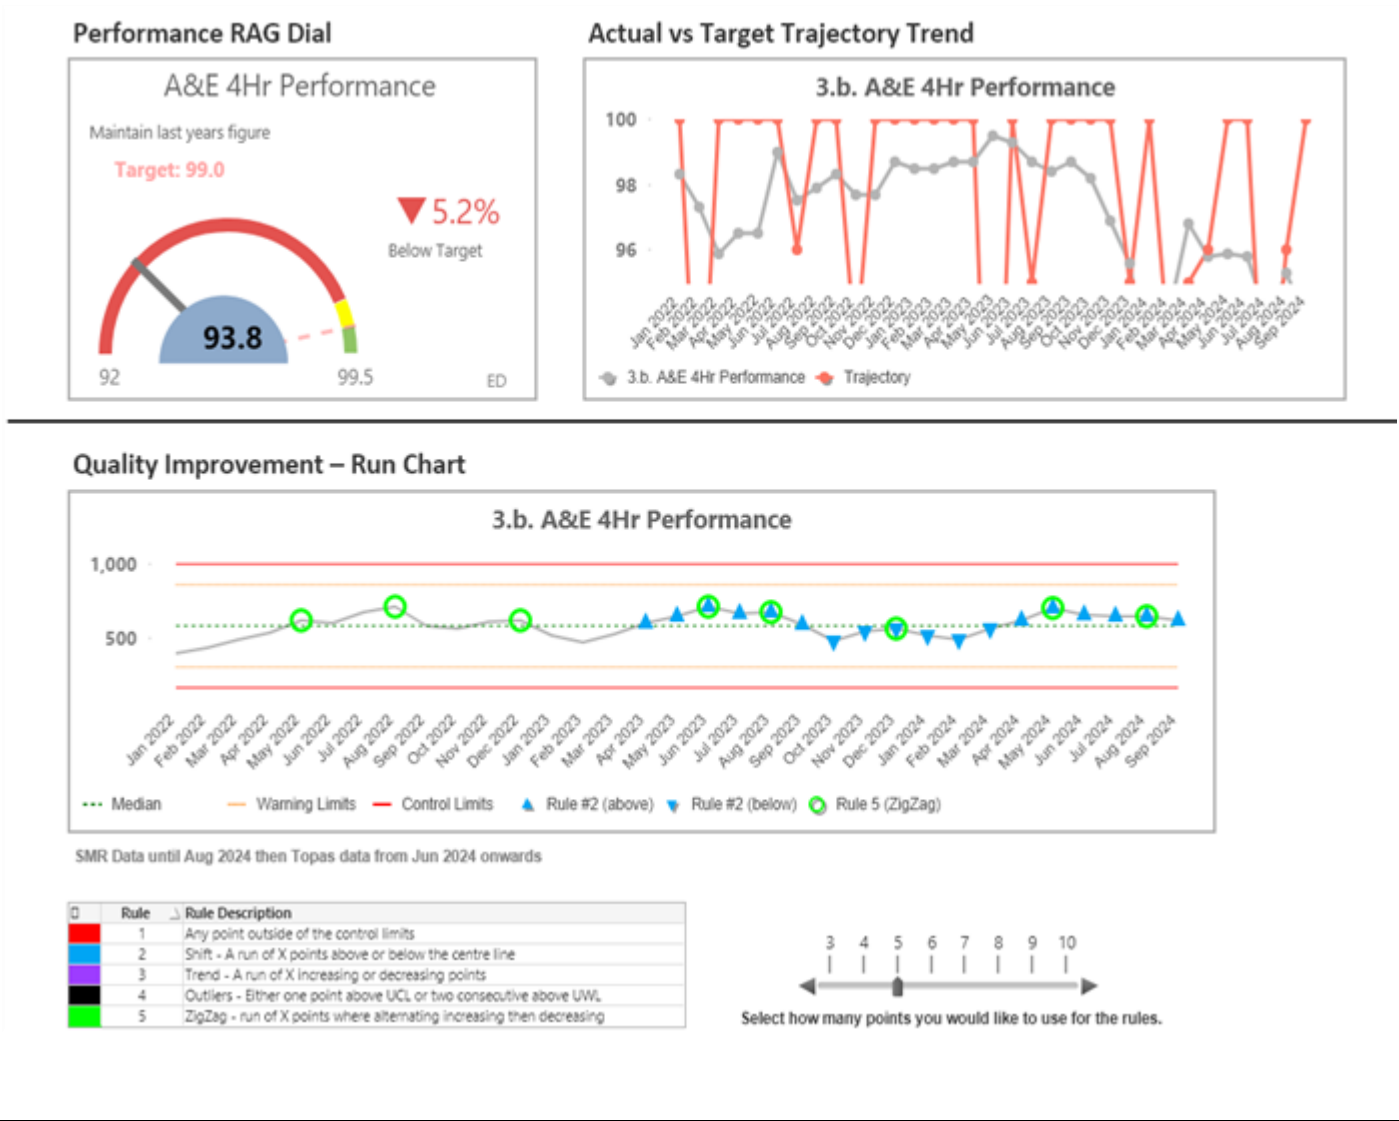 Performance RAG Dial
A&E 4Hr Performance
Maintain last years figure
Target: 99.0
5.2%
Below Target
93.8
92
99.5
ED
Actual vs Target Trajectory Trend
3.b. A&E 4Hr Performance
100
98
96
Jan 2022
Feb 2022
Mar 2022
Apr 2022
May 2022
Jun 2022
Jul 2022
Aug 2022
Sep 2022
Oct 2022
Nov 2022
Dec 2022
Jan 2023
Feb 2023
Mar 2023
Apr 2023
May 2023
Jun 2023
Jul 2023
Aug 2023
Sep 2023
Oct 2023
Nov 2023
Dec 2023
Jan 2024
Feb 2024
Mar 2024
Apr 2024
May 2024
Jun 2024
Jul 2024
Aug 2024
Sep 2024
3.b. A&E 4Hr Performance Trajectory
Quality Improvement – Run Chart
3.b. A&E 4Hr Performance
1,000
500
Jan 2022
Feb 2022
Mar 2022
Apr 2022
May 2022
Jun 2022
Jul 2022
Aug 2022
Sep 2022
Oct 2022
Nov 2022
Dec 2022
Jan 2023
Feb 2023
Mar 2023
Apr 2023
May 2023
Jun 2023
Jul 2023
Aug 2023
Sep 2023
Oct 2023
Nov 2023
Dec 2023
Jan 2024
Feb 2024
Mar 2024
Apr 2024
May 2024
Jun 2024
Jul 2024
Aug 2024
Sep 2024
Median Warning Limits Control Limits Rule #2 (above) Rule #2 (below) Rule 5 (ZigZag)
SMR Data until Aug 2024 then Topas data from Jun 2024 onwards
Rule Rule Description
1 Any point outside of the control limits
2 Shift - A run of X points above or below the centre line
3 Trend - A run of X increasing or decreasing points
4 Outliers - Either one point above UCL or two consecutive above UWL
5 ZigZag - run of X points where alternating increasing then decreasing
3 4 5 6 7 8 9 10
Select how many points you would like to use for the rules.